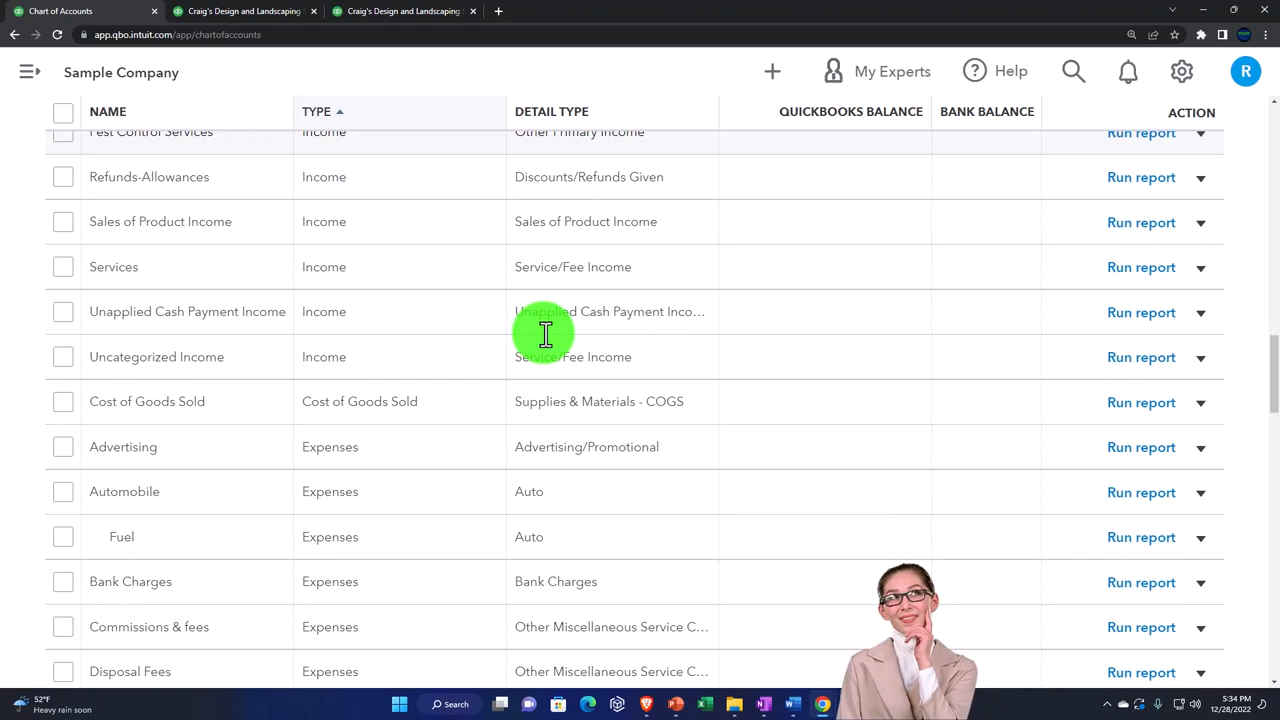 Chart of Accounts
Craig's Design and Landscaping
Craig's Design and Landscaping
app.qbo.intuit.com/app/chartofaccounts
Sample Company
My Experts
Help
R
NAME TYPE DETAIL TYPE QUICKBOOKS BALANCE BANK BALANCE ACTION
Pest Control Services Income Other Primary Income Run report
Refunds-Allowances Income Discounts/Refunds Given Run report
Sales of Product Income Income Sales of Product Income Run report
Services Income Service/Fee Income Run report
Unapplied Cash Payment Income Income Unapplied Cash Payment Inco... Run report
Uncategorized Income Income Service/Fee Income Run report
Cost of Goods Sold Cost of Goods Sold Supplies & Materials - COGS Run report
Advertising Expenses Advertising/Promotional Run report
Automobile Expenses Auto Run report
Fuel Expenses Auto Run report
Bank Charges Expenses Bank Charges Run report
Commissions & fees Expenses Other Miscellaneous Service C... Run report
Disposal Fees Expenses Other Miscellaneous Service C... Run report
52°F
Heavy rain soon
Search
5:34 PM
12/28/2022